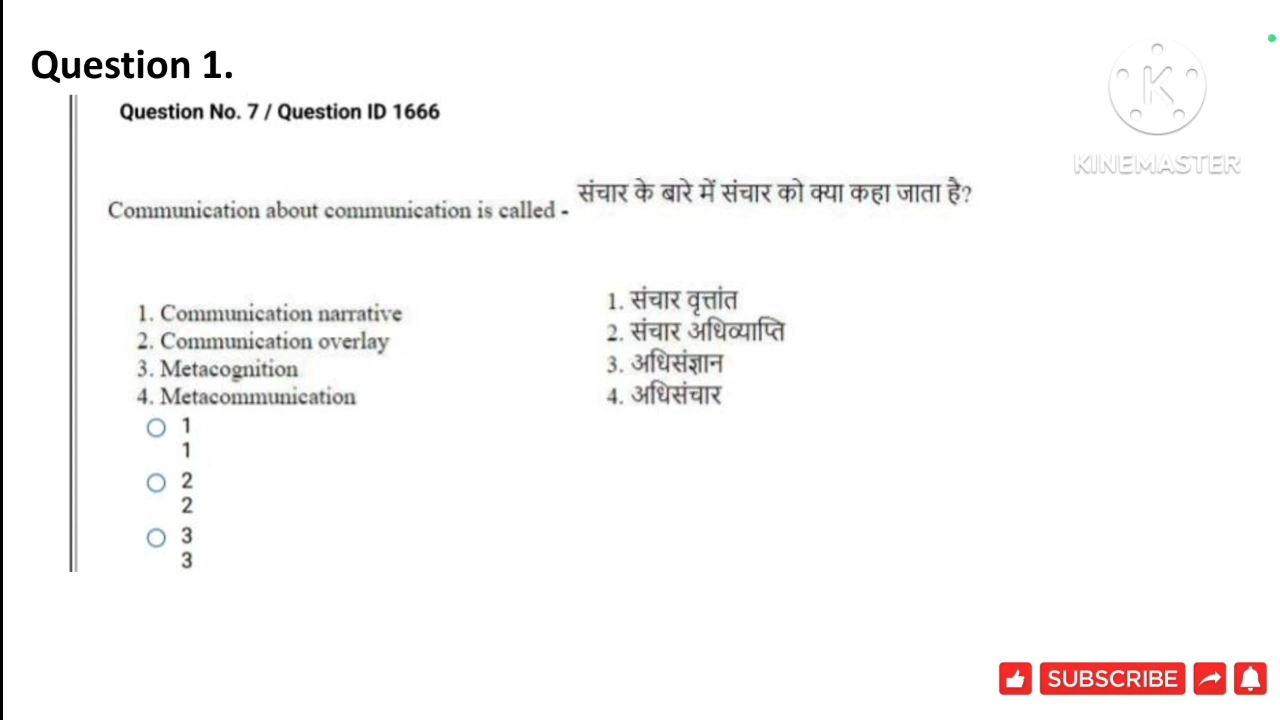 Question 1.
KINEMASTER
Question No. 7 / Question ID 1666
Communication about communication is called -
संचार के बारे में संचार को क्या कहा जाता है?
1. Communication narrative
2. Communication overlay
3. Metacognition
4. Metacommunication
1. संचार वृत्तांत
2. संचार अधिव्याप्ति
3. अधिसंज्ञान
4. अधिसंचार
1
1
2
2
3
3
SUBSCRIBE